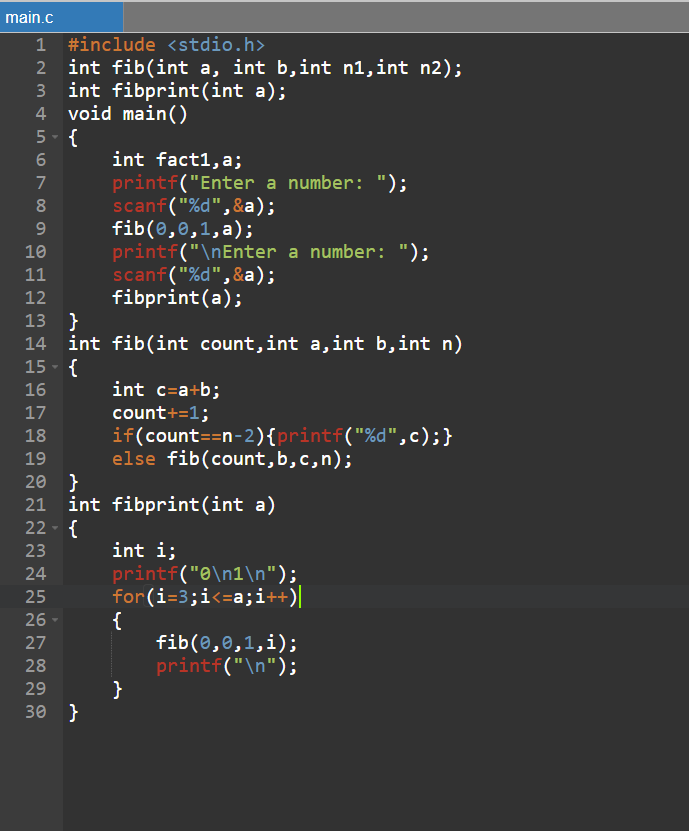 main.c
1 #include <stdio.h>
2 int fib(int a, int b,int n1,int n2);
3 int fibprint(int a);
4 void main()
5 {
6     int fact1,a;
7     printf("Enter a number: ");
8     scanf("%d",&a);
9     fib(0,0,1,a);
10     printf("\nEnter a number: ");
11     scanf("%d",&a);
12     fibprint(a);
13 }
14 int fib(int count,int a,int b,int n)
15 {
16     int c=a+b;
17     count+=1;
18     if(count==n-2){printf("%d",c);}
19     else fib(count,b,c,n);
20 }
21 int fibprint(int a)
22 {
23     int i;
24     printf("0\n1\n");
25     for(i=3;i<=a;i++)
26     {
27         fib(0,0,1,i);
28         printf("\n");
29     }
30 }